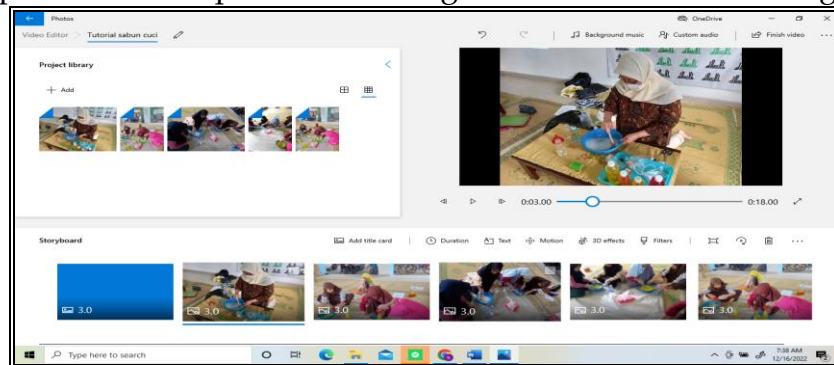 Photos
OneDrive
Video Editor
Tutorial sabun cuci
Background music
Custom audio
Finish video
Project library
Add
0:03.00
0:18.00
Storyboard
Add title card
Duration
Text
Motion
3D effects
Filters
3.0
3.0
3.0
3.0
3.0
3.0
Type here to search
7:38 AM
12/16/2022